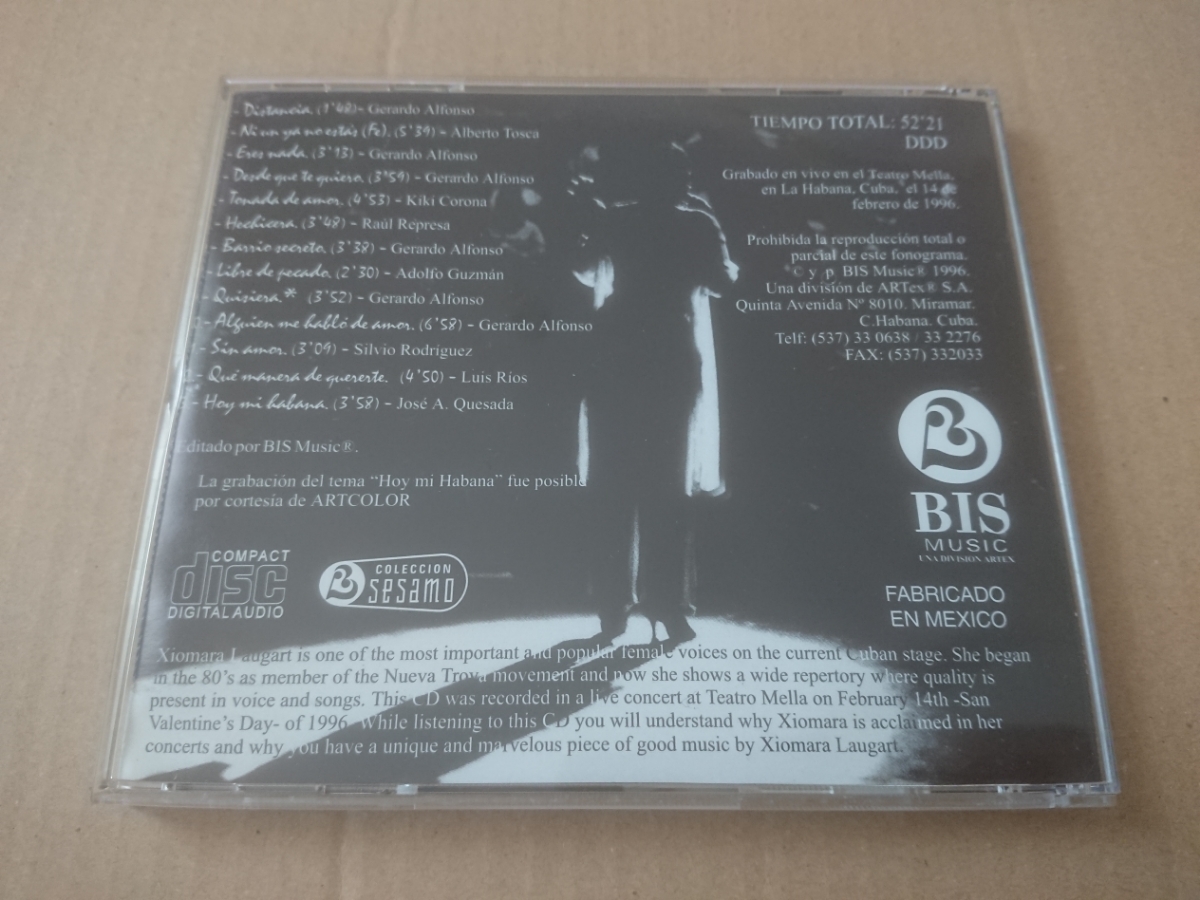 - Distancia. (1'48) - Gerardo Alfonso
- Ni un ya no estás (Fe). (5'39) - Alberto Tosca
- Eres nada. (3'13) - Gerardo Alfonso
- Desde que te quiero. (3'59) - Gerardo Alfonso
- Tonada de amor. (4'53) - Kiki Corona
- Hechicera. (3'48) - Raúl Represa
- Barrio secreto. (3'38) - Gerardo Alfonso
- Libre de pecado. (2'30) - Adolfo Guzmán
- Quisiera* (3'52) - Gerardo Alfonso
- Alguien me habló de amor. (6'58) - Gerardo Alfonso
- Sin amor. (3'09) - Silvio Rodríguez
- Qué manera de quererte. (4'50) - Luis Ríos
- Hoy mi habana. (3'58) - José A. Quesada
Editado por BIS Music®.
La grabación del tema "Hoy mi Habana" fue posible
por cortesia de ARTCOLOR
TIEMPO TOTAL: 52'21
DDD
Grabado en vivo en el Teatro Mella,
en La Habana, Cuba, el 14 de
febrero de 1996.
Prohibida la reproducción total o
parcial de este fonograma.
©C y p BIS Music® 1996.
Una división de ARTex® S.A.
Quinta Avenida Nº 8010. Miramar.
C.Habana. Cuba.
Telf: (537) 33 0638 / 33 2276
FAX: (537) 332033
BIS
MUSIC
UNA DIVISION ARTEX
FABRICADO
EN MEXICO
COMPACT
disc
DIGITAL AUDIO
COLECCION
sesamo
Xiomara Laugart is one of the most important and popular female voices on the current Cuban stage. She began
in the 80's as member of the Nueva Trova movement and now she shows a wide repertory where quality is
present in voice and songs. This CD was recorded in a live concert at Teatro Mella on February 14th -San
Valentine's Day- of 1996. While listening to this CD you will understand why Xiomara is acclaimed in her
concerts and why you have a unique and marvelous piece of good music by Xiomara Laugart.